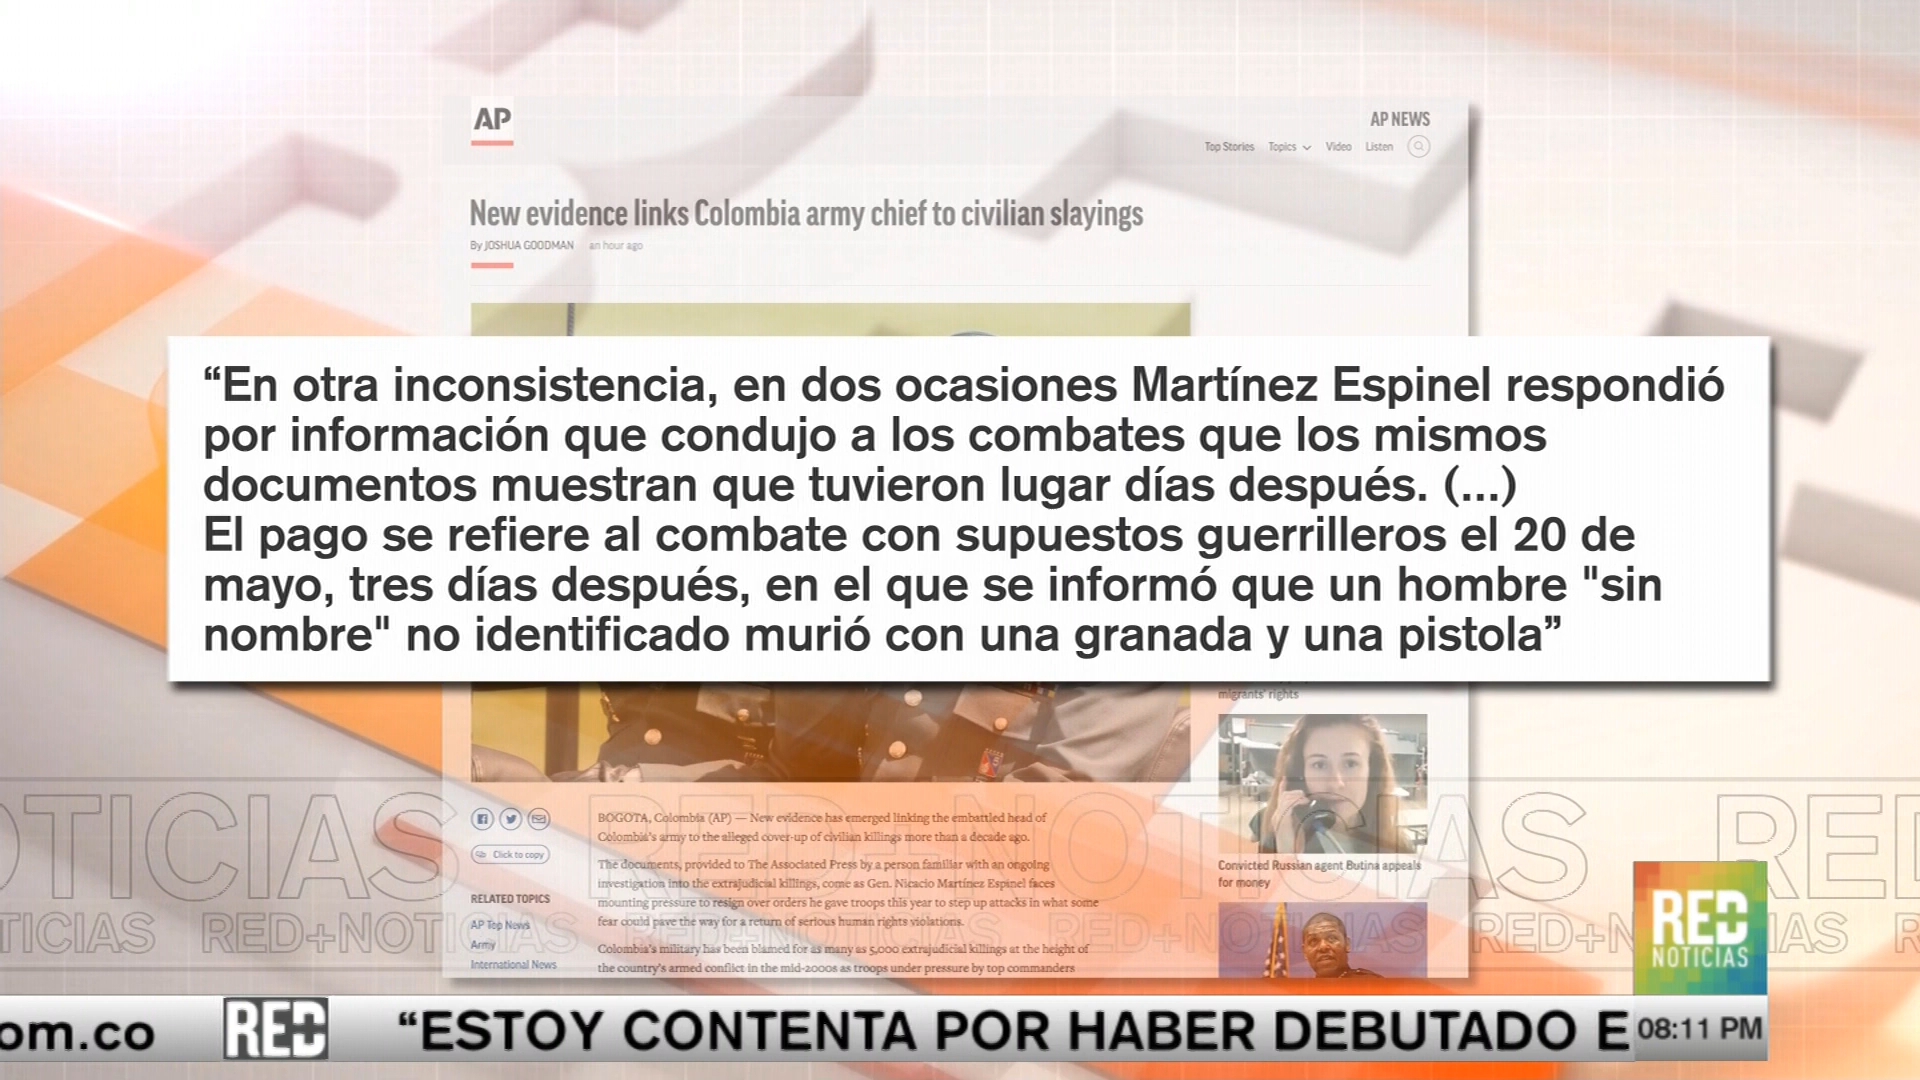 AP
AP NEWS
Top Stories Topics Video Listen
New evidence links Colombia army chief to civilian slayings
By JOSHUA GOODMAN an hour ago
“En otra inconsistencia, en dos ocasiones Martínez Espinel respondió
por información que condujo a los combates que los mismos
documentos muestran que tuvieron lugar días después. (...)
El pago se refiere al combate con supuestos guerrilleros el 20 de
mayo, tres días después, en el que se informó que un hombre "sin
nombre" no identificado murió con una granada y una pistola”
migrants' rights
BOGOTA, Colombia (AP) — New evidence has emerged linking the embattled head of
Colombia's army to the alleged cover-up of civilian killings more than a decade ago.
Click to copy
The documents, provided to The Associated Press by a person familiar with an ongoing
investigation into the extrajudicial killings, come as Gen. Nicacio Martínez Espinel faces
mounting pressure to resign over orders he gave troops this year to step up attacks in what some
fear could pave the way for a return of serious human rights violations.
Colombia's military has been blamed for as many as 5,000 extrajudicial killings at the height of
the country's armed conflict in the mid-2000s as troops under pressure by top commanders
RELATED TOPICS
AP Top News
Army
International News
Convicted Russian agent Butina appeals
for money
OTICIAS RED+NOTICIAS RED
TICIAS RED+NOTICIAS RED+NOTICIAS RED+N IAS R
RED
NOTICIAS
om.co RED “ESTOY CONTENTA POR HABER DEBUTADO E
08:11 PM